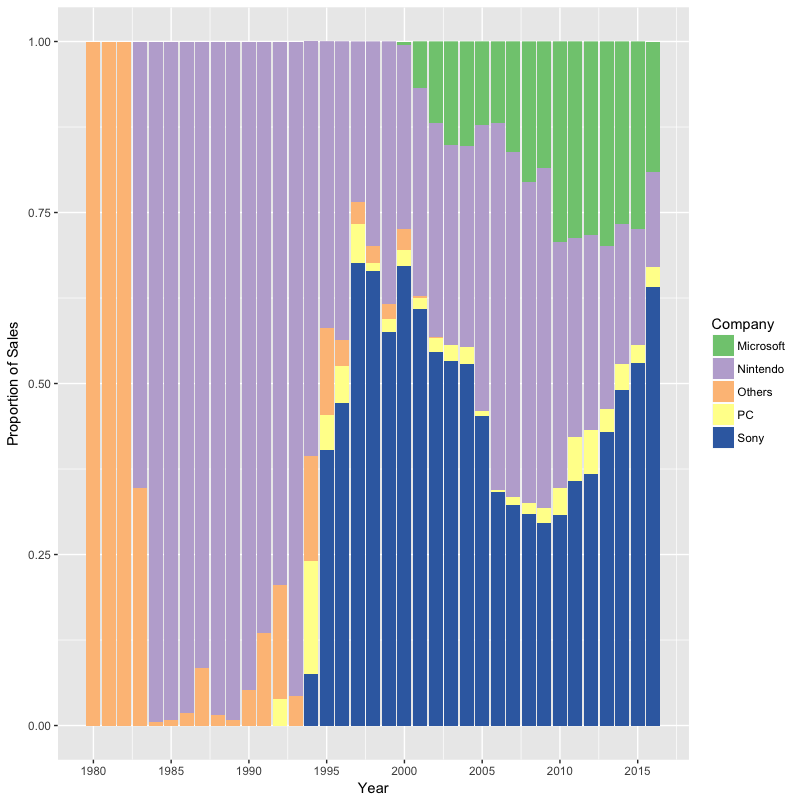 1.00
0.75
0.50
0.25
0.00
Proportion of Sales
1980 1985 1990 1995 2000 2005 2010 2015
Year
Company
Microsoft
Nintendo
Others
PC
Sony